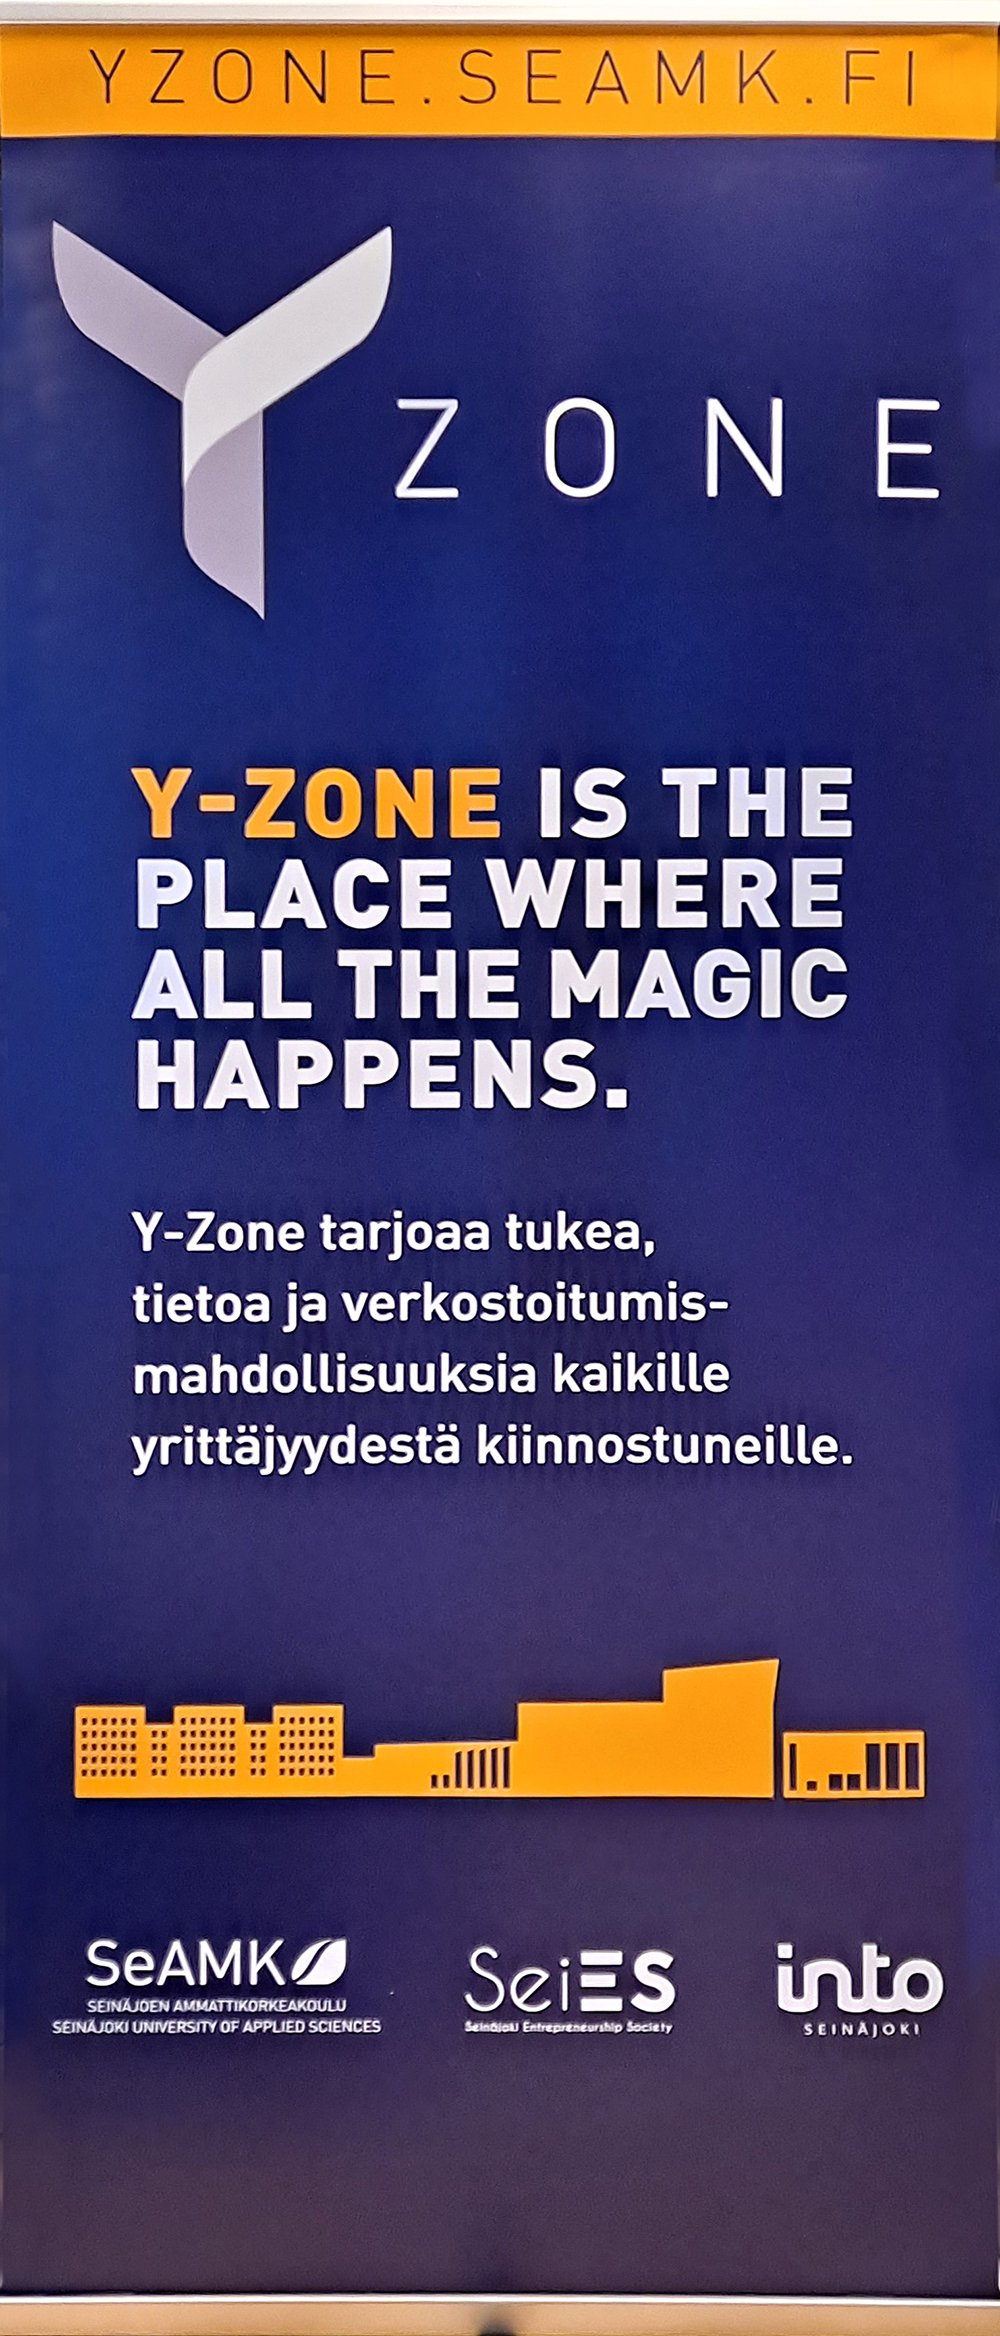 YZONE.SEAMK.FI
Y ZONE
Y-ZONE IS THE
PLACE WHERE
ALL THE MAGIC
HAPPENS.
Y-Zone tarjoaa tukea,
tietoa ja verkostoitumis-
mahdollisuuksia kaikille
yrittäjyydestä kiinnostuneille.
SeAMK
SEINÄJOEN AMMATTIKORKEAKOULU
SEINÄJOKI UNIVERSITY OF APPLIED SCIENCES
SeiES
Seinäjoki Entrepreneurship Society
into
SEINÄJOKI